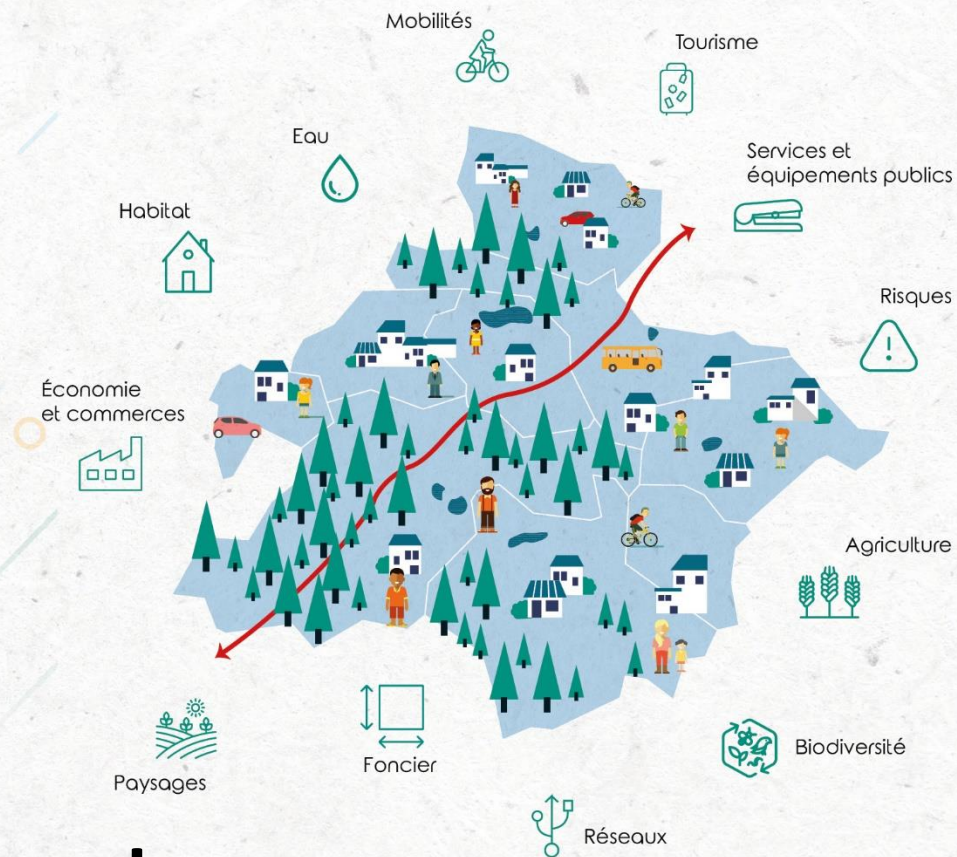 Mobilités
Tourisme
Eau
Services et
équipements publics
Habitat
Risques
Économie
et commerces
Agriculture
Biodiversité
Foncier
Paysages
Réseaux